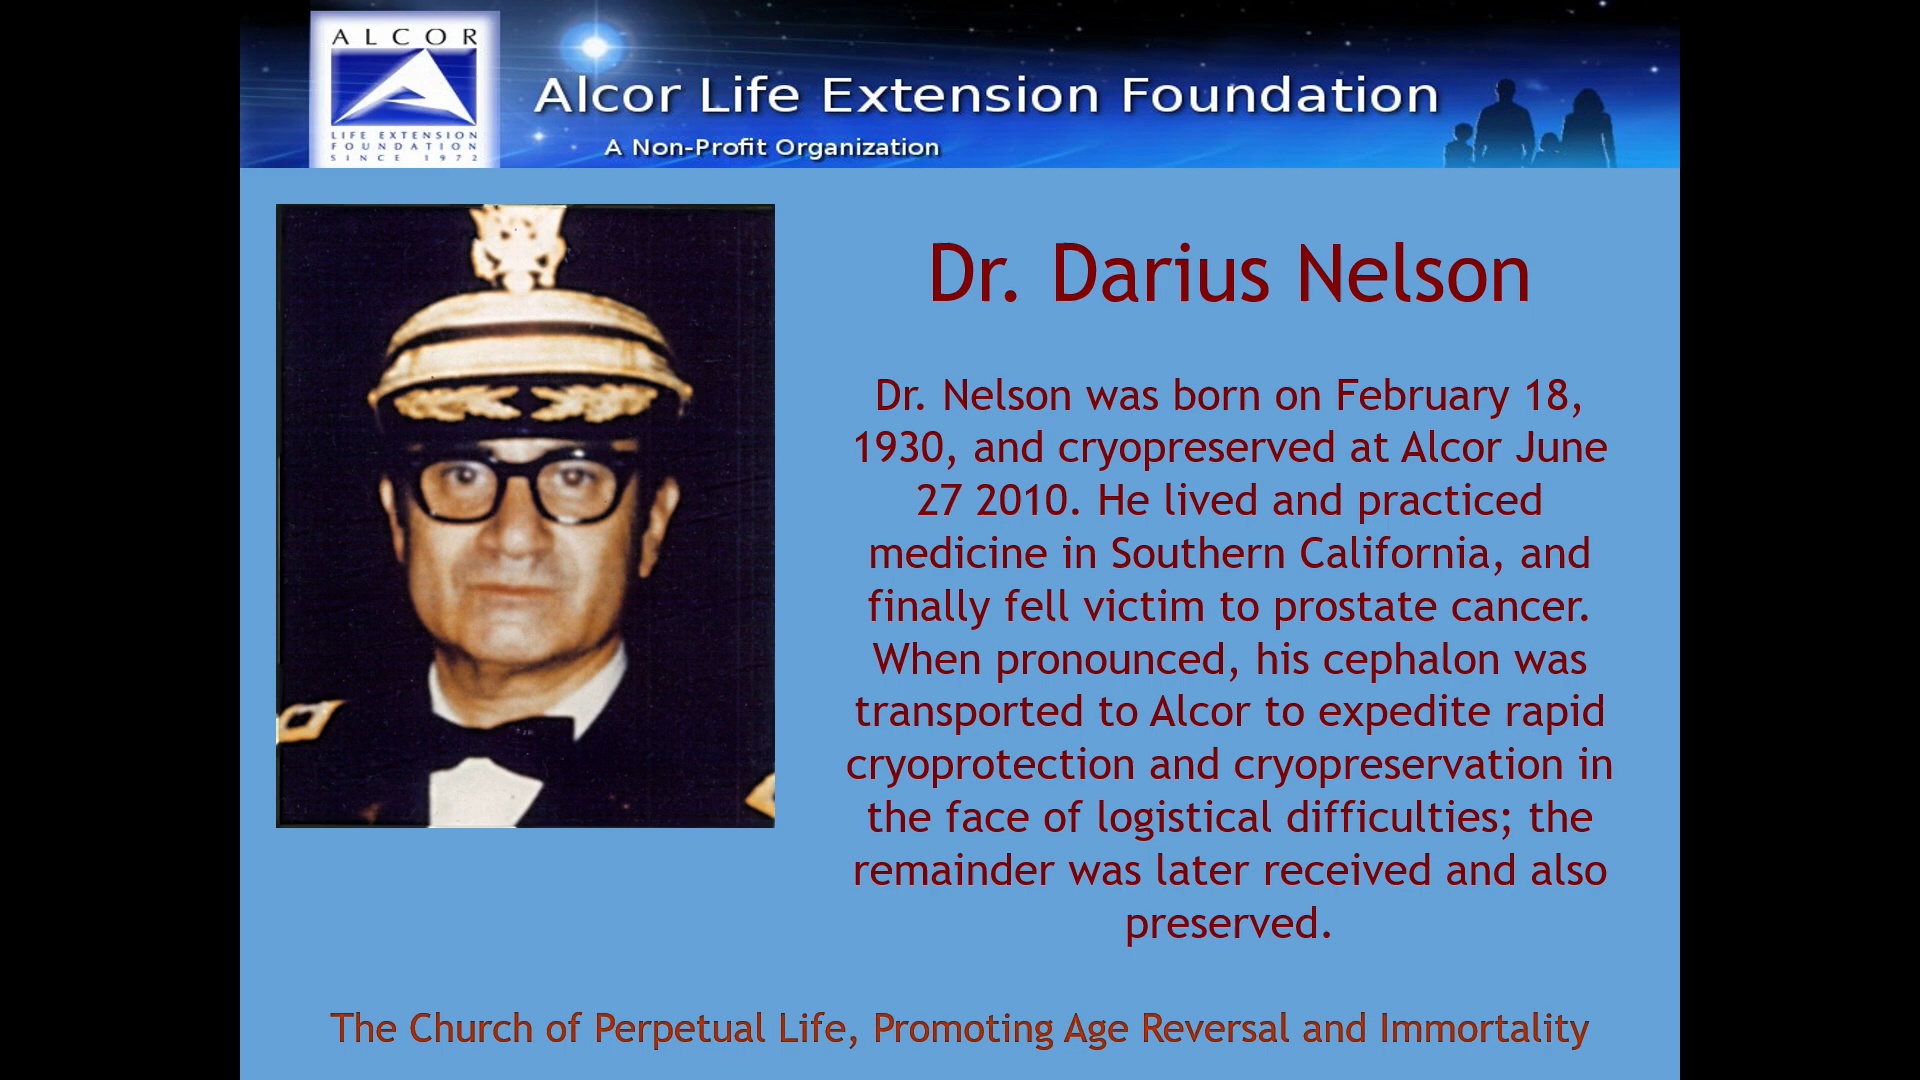 ALCOR
LIFE EXTENSION
FOUNDATION
SINCE 1972
Alcor Life Extension Foundation
A Non-Profit Organization
Dr. Darius Nelson
Dr. Nelson was born on February 18,
1930, and cryopreserved at Alcor June
27 2010. He lived and practiced
medicine in Southern California, and
finally fell victim to prostate cancer.
When pronounced, his cephalon was
transported to Alcor to expedite rapid
cryoprotection and cryopreservation in
the face of logistical difficulties; the
remainder was later received and also
preserved.
The Church of Perpetual Life, Promoting Age Reversal and Immortality